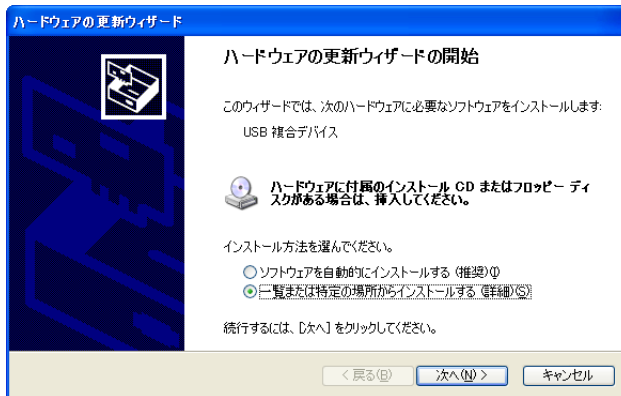 ハードウェアの更新ウィザード
ハードウェアの更新ウィザードの開始
このウィザードでは、次のハードウェアに必要なソフトウェアをインストールします:
USB 複合デバイス
ハードウェアに付属のインストール CD またはフロッピー ディ
スクがある場合は、挿入してください。
インストール方法を選んでください。
ソフトウェアを自動的にインストールする (推奨)(I)
一覧または特定の場所からインストールする (詳細)(S)
続行するには、[次へ] をクリックしてください。
< 戻る(B) 次へ(N) > キャンセル